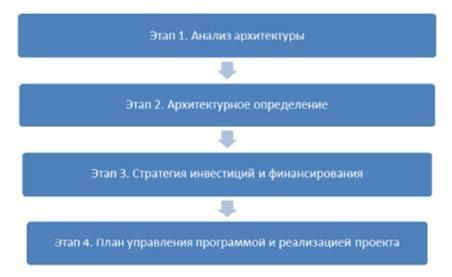 Этап 1. Анализ архитектуры
Этап 2. Архитектурное определение
Этап 3. Стратегия инвестиций и финансирования
Этап 4. План управления программой и реализацией проекта